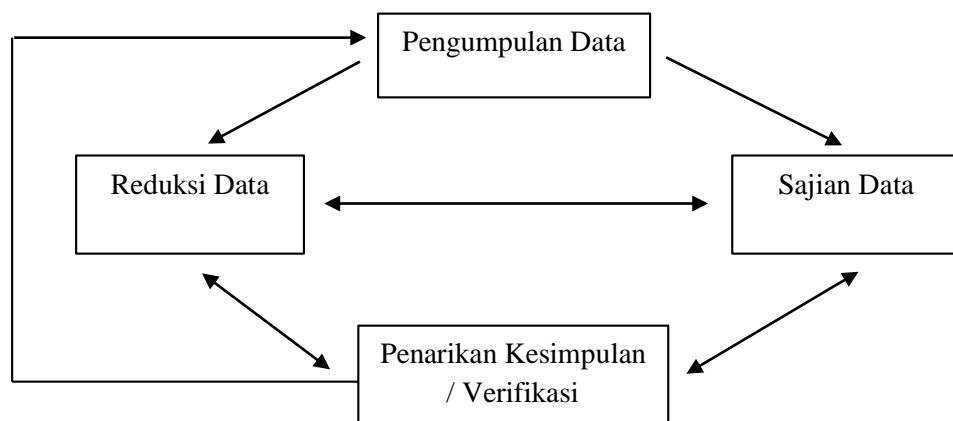 Pengumpulan Data
Reduksi Data
Sajian Data
Penarikan Kesimpulan
/ Verifikasi